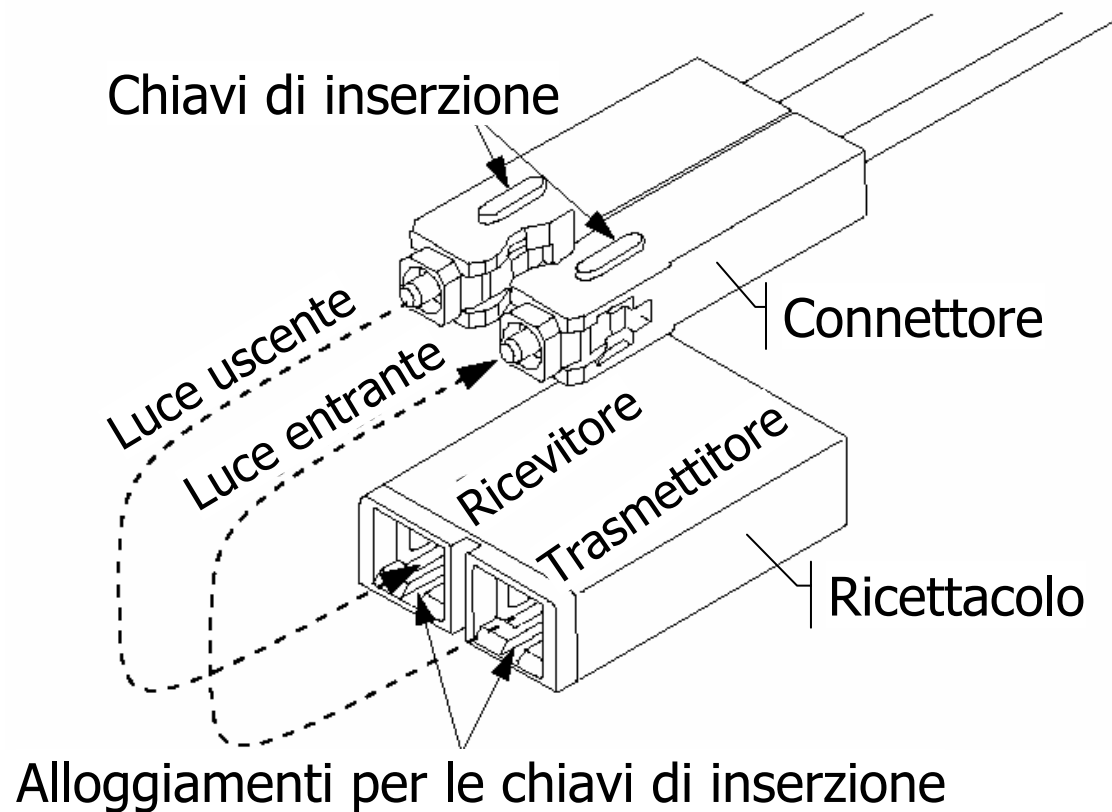 Chiavi di inserzione
Connettore
Luce uscente
Luce entrante
Ricevitore
Trasmettitore
Ricettacolo
Alloggiamenti per le chiavi di inserzione